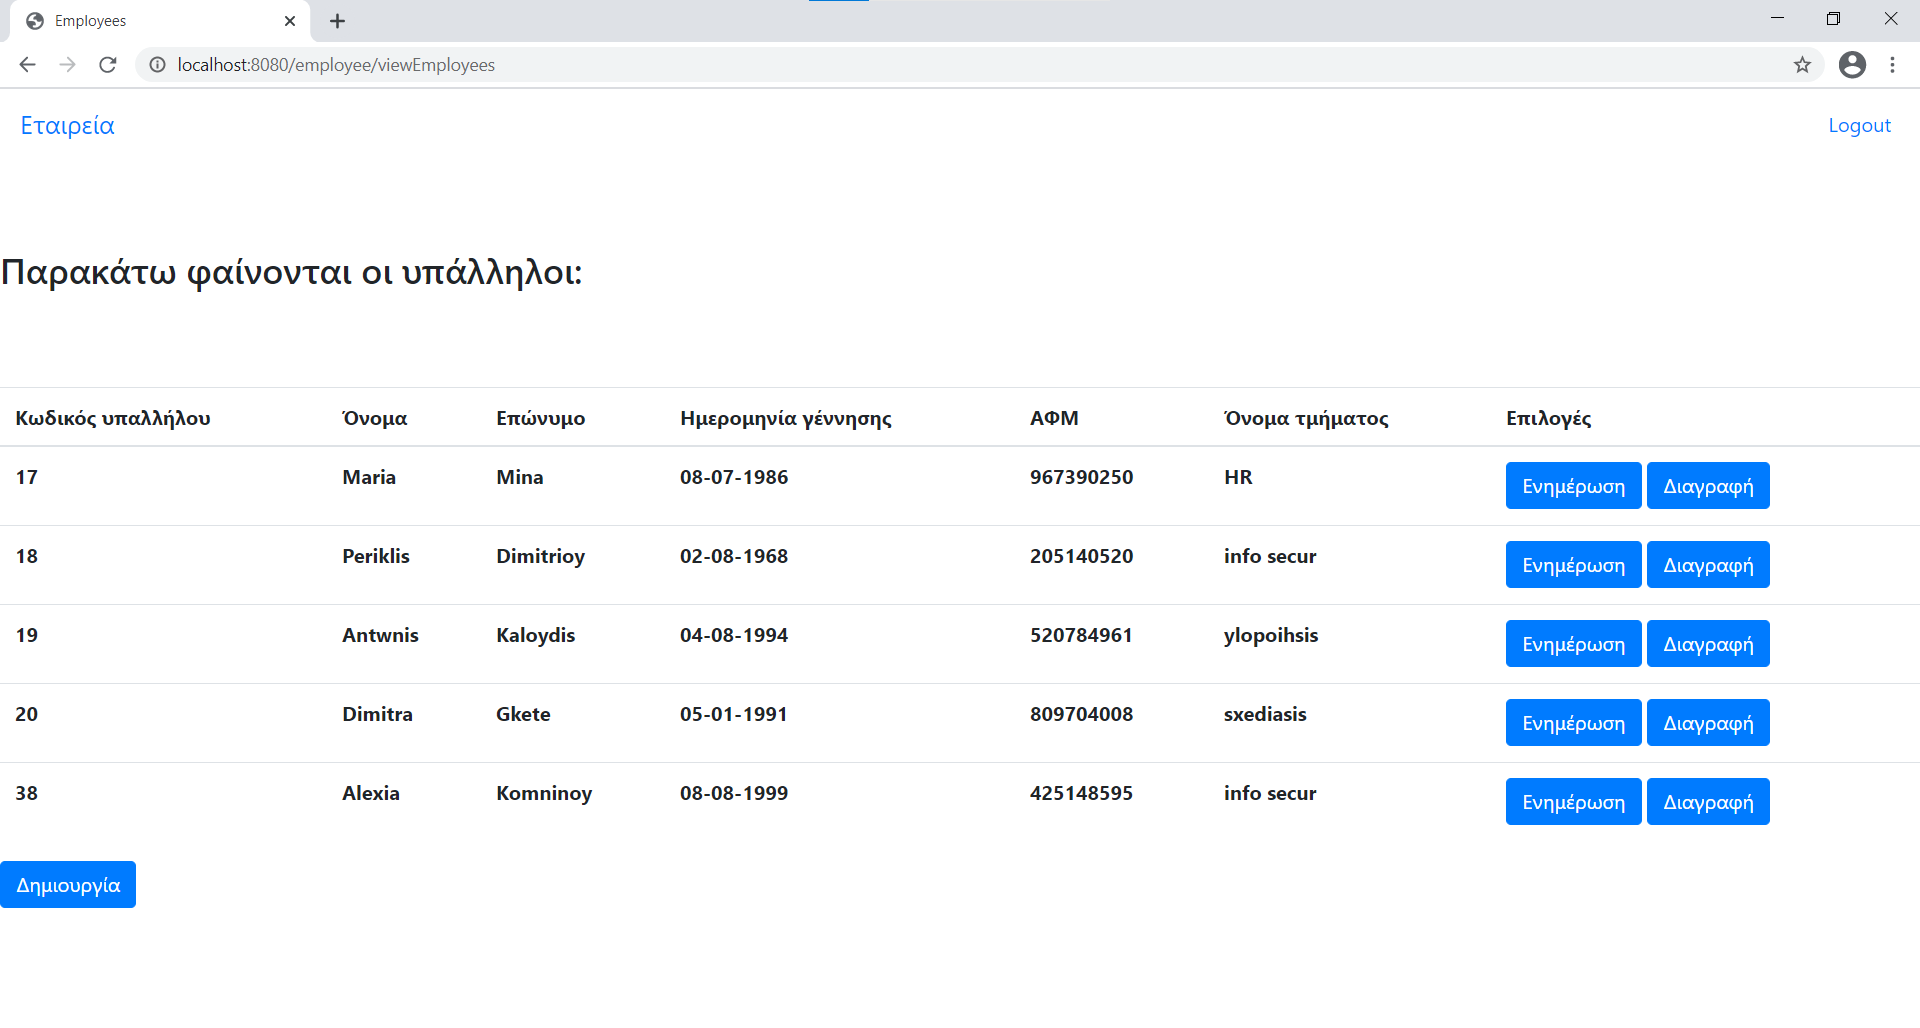 Employees
localhost:8080/employee/viewEmployees
Εταιρεία Logout
Παρακάτω φαίνονται οι υπάλληλοι:
Κωδικός υπαλλήλου Όνομα Επώνυμο Ημερομηνία γέννησης ΑΦΜ Όνομα τμήματος Επιλογές
17 Maria Mina 08-07-1986 967390250 HR Ενημέρωση Διαγραφή
18 Periklis Dimitrioy 02-08-1968 205140520 info secur Ενημέρωση Διαγραφή
19 Antwnis Kaloydis 04-08-1994 520784961 ylopoihsis Ενημέρωση Διαγραφή
20 Dimitra Gkete 05-01-1991 809704008 sxediasis Ενημέρωση Διαγραφή
38 Alexia Komninoy 08-08-1999 425148595 info secur Ενημέρωση Διαγραφή
Δημιουργία